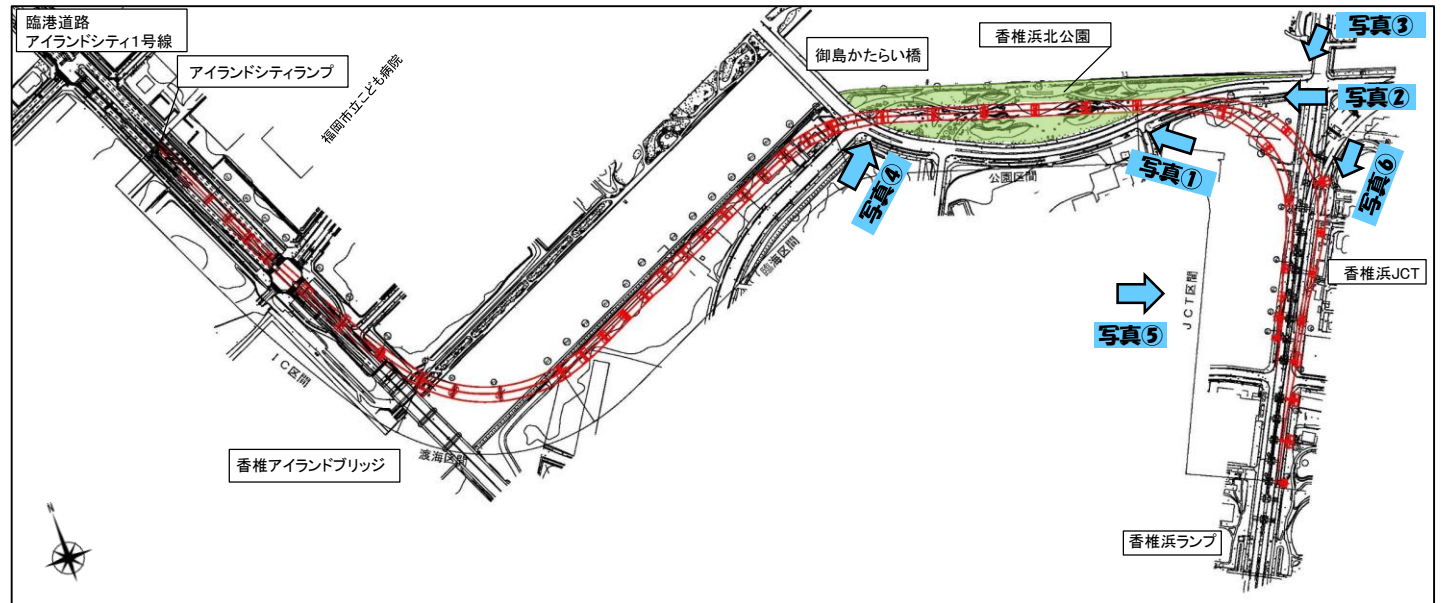 臨港道路
アイランドシティ1号線
アイランドシティランプ
福岡市立こども病院
御島かたらい橋
香椎浜北公園
写真③
写真②
写真①
写真⑥
写真④
公園区間
臨海区間
香椎浜JCT
JCT区間
写真⑤
IC区間
渡海区間
香椎アイランドブリッジ
香椎浜ランプ
N